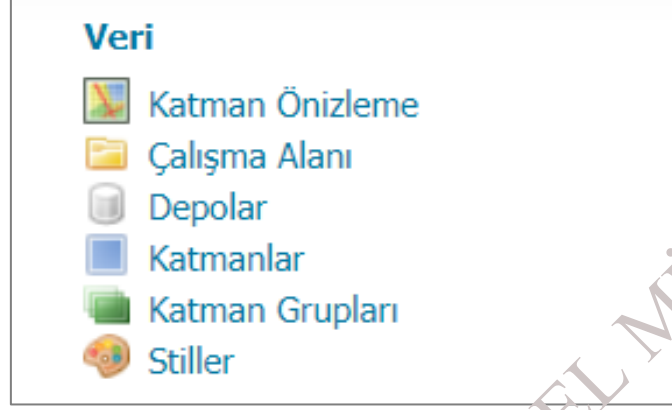 Veri
Katman Önizleme
Çalışma Alanı
Depolar
Katmanlar
Katman Grupları
Stiller